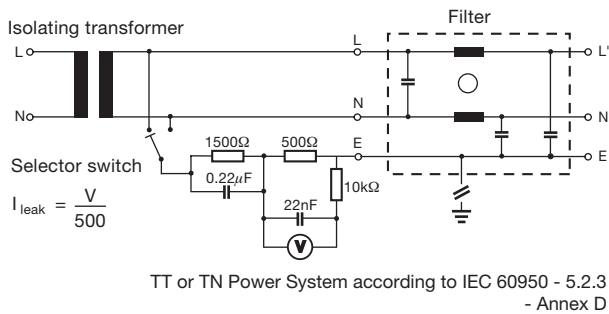 Isolating transformer
Filter
L
L
L'
N
N
N
1500Ω
500Ω
E
E
Selector switch
0.22µF
10kΩ
I leak = V
500
22nF
V
TT or TN Power System according to IEC 60950 - 5.2.3
- Annex D